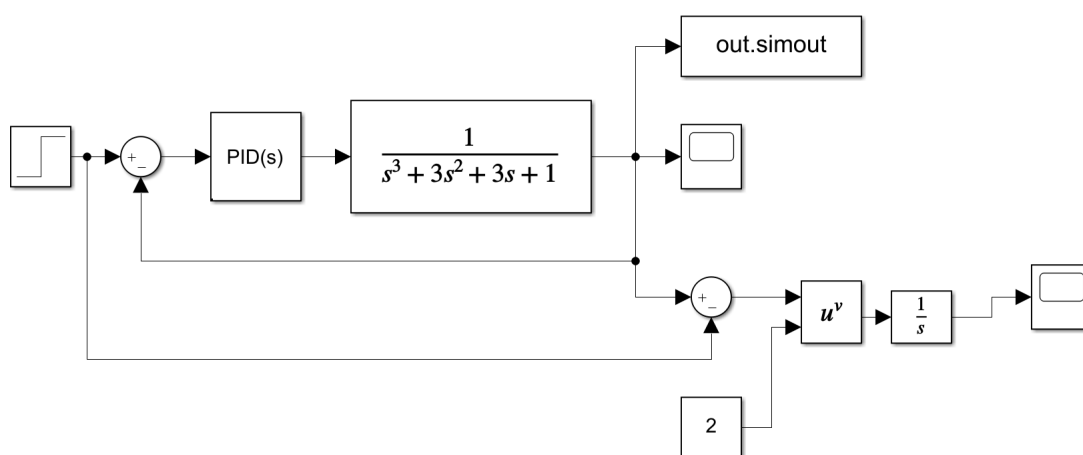 out.simout
+
−
PID(s)
1
s³ + 3s² + 3s + 1
+
−
uᵛ
1
s
2